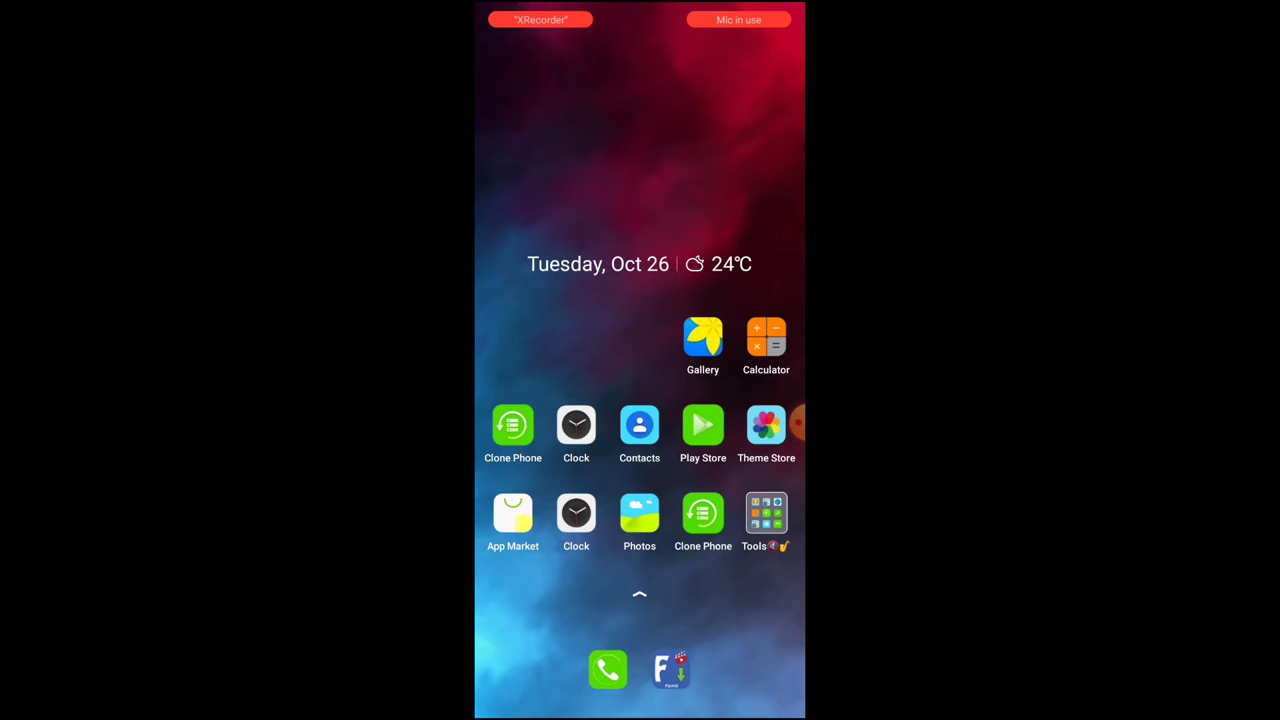 "XRecorder"
Mic in use
Tuesday, Oct 26 24℃
Gallery
Calculator
Clone Phone
Clock
Contacts
Play Store
Theme Store
App Market
Clock
Photos
Clone Phone
Tools
F